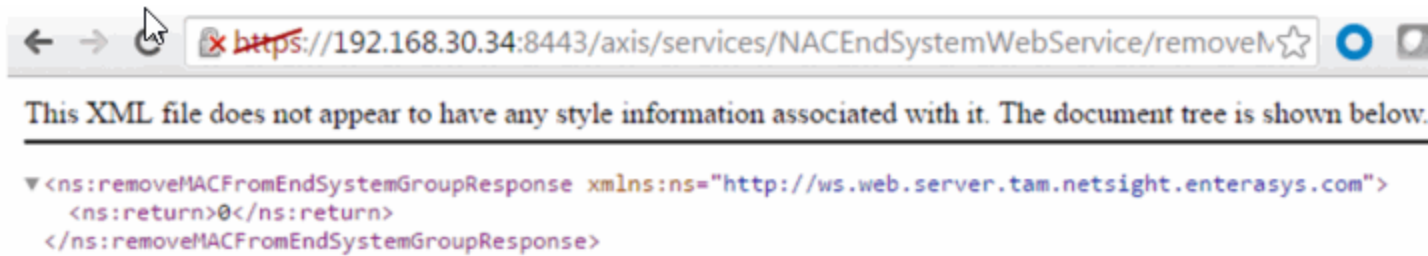 https://192.168.30.34:8443/axis/services/NACEndSystemWebService/remove
This XML file does not appear to have any style information associated with it. The document tree is shown below.
▼<ns:removeMACFromEndSystemGroupResponse xmlns:ns="http://ws.web.server.tam.netsight.enterasys.com">
<ns:return>0</ns:return>
</ns:removeMACFromEndSystemGroupResponse>